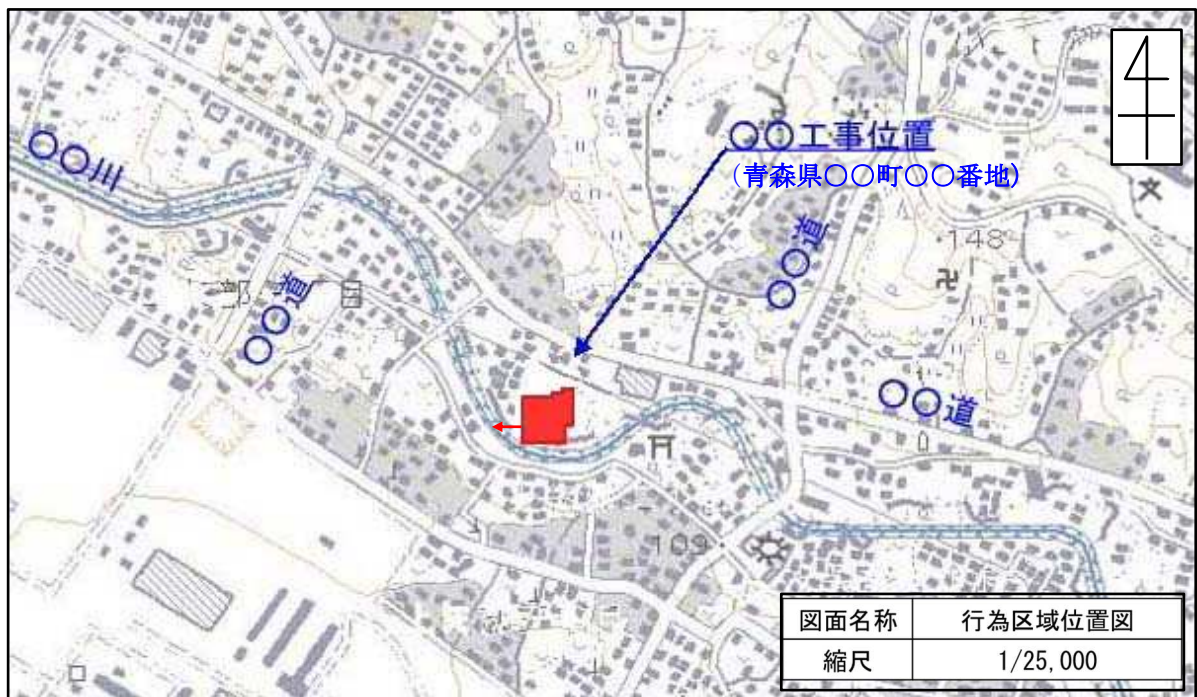 〇〇川
〇〇工事位置
(青森県〇〇町〇〇番地)
〇〇道
148
〇〇道
〇〇道
109
図面名称 行為区域位置図
縮尺 1/25,000